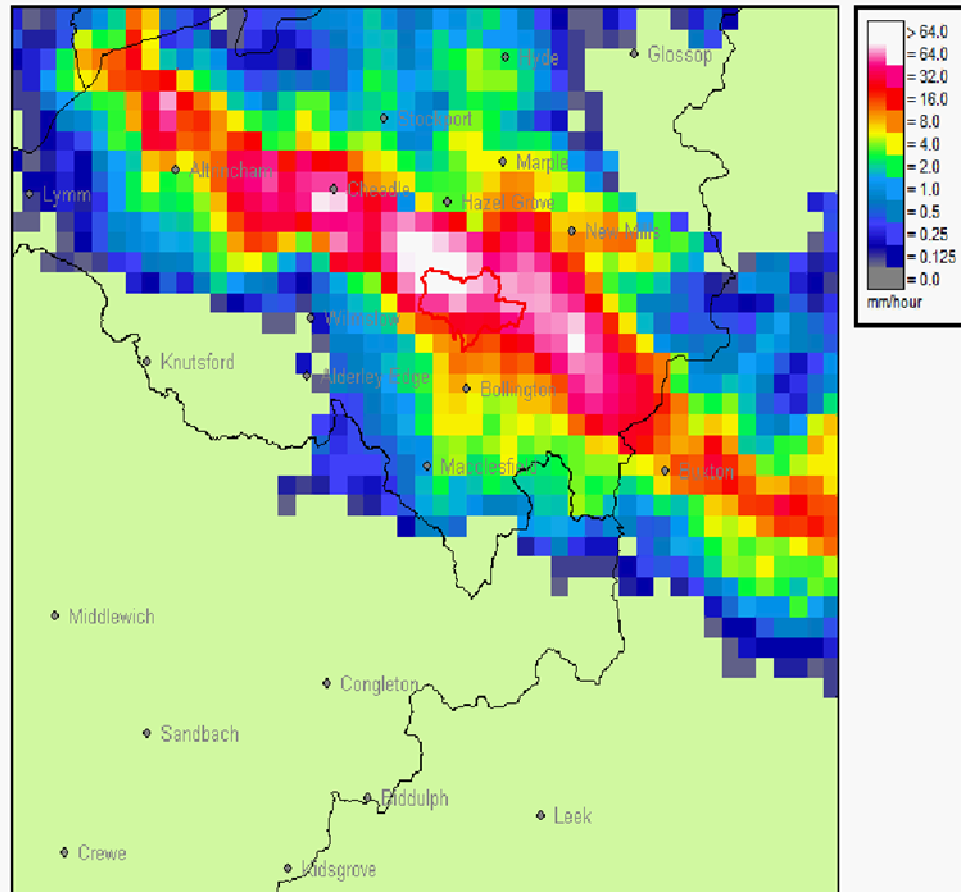 Hyde
Glossop
Stockport
Marple
Altrincham
Lymm
Cheadle
Hazel Grove
New Mills
Wilmslow
Knutsford
Alderley Edge
Bollington
Macclesfield
Buxton
Middlewich
Congleton
Sandbach
Biddulph
Leek
Crewe
Kidsgrove
> 64.0
= 64.0
= 32.0
= 16.0
= 8.0
= 4.0
= 2.0
= 1.0
= 0.5
= 0.25
= 0.125
= 0.0
mm/hour